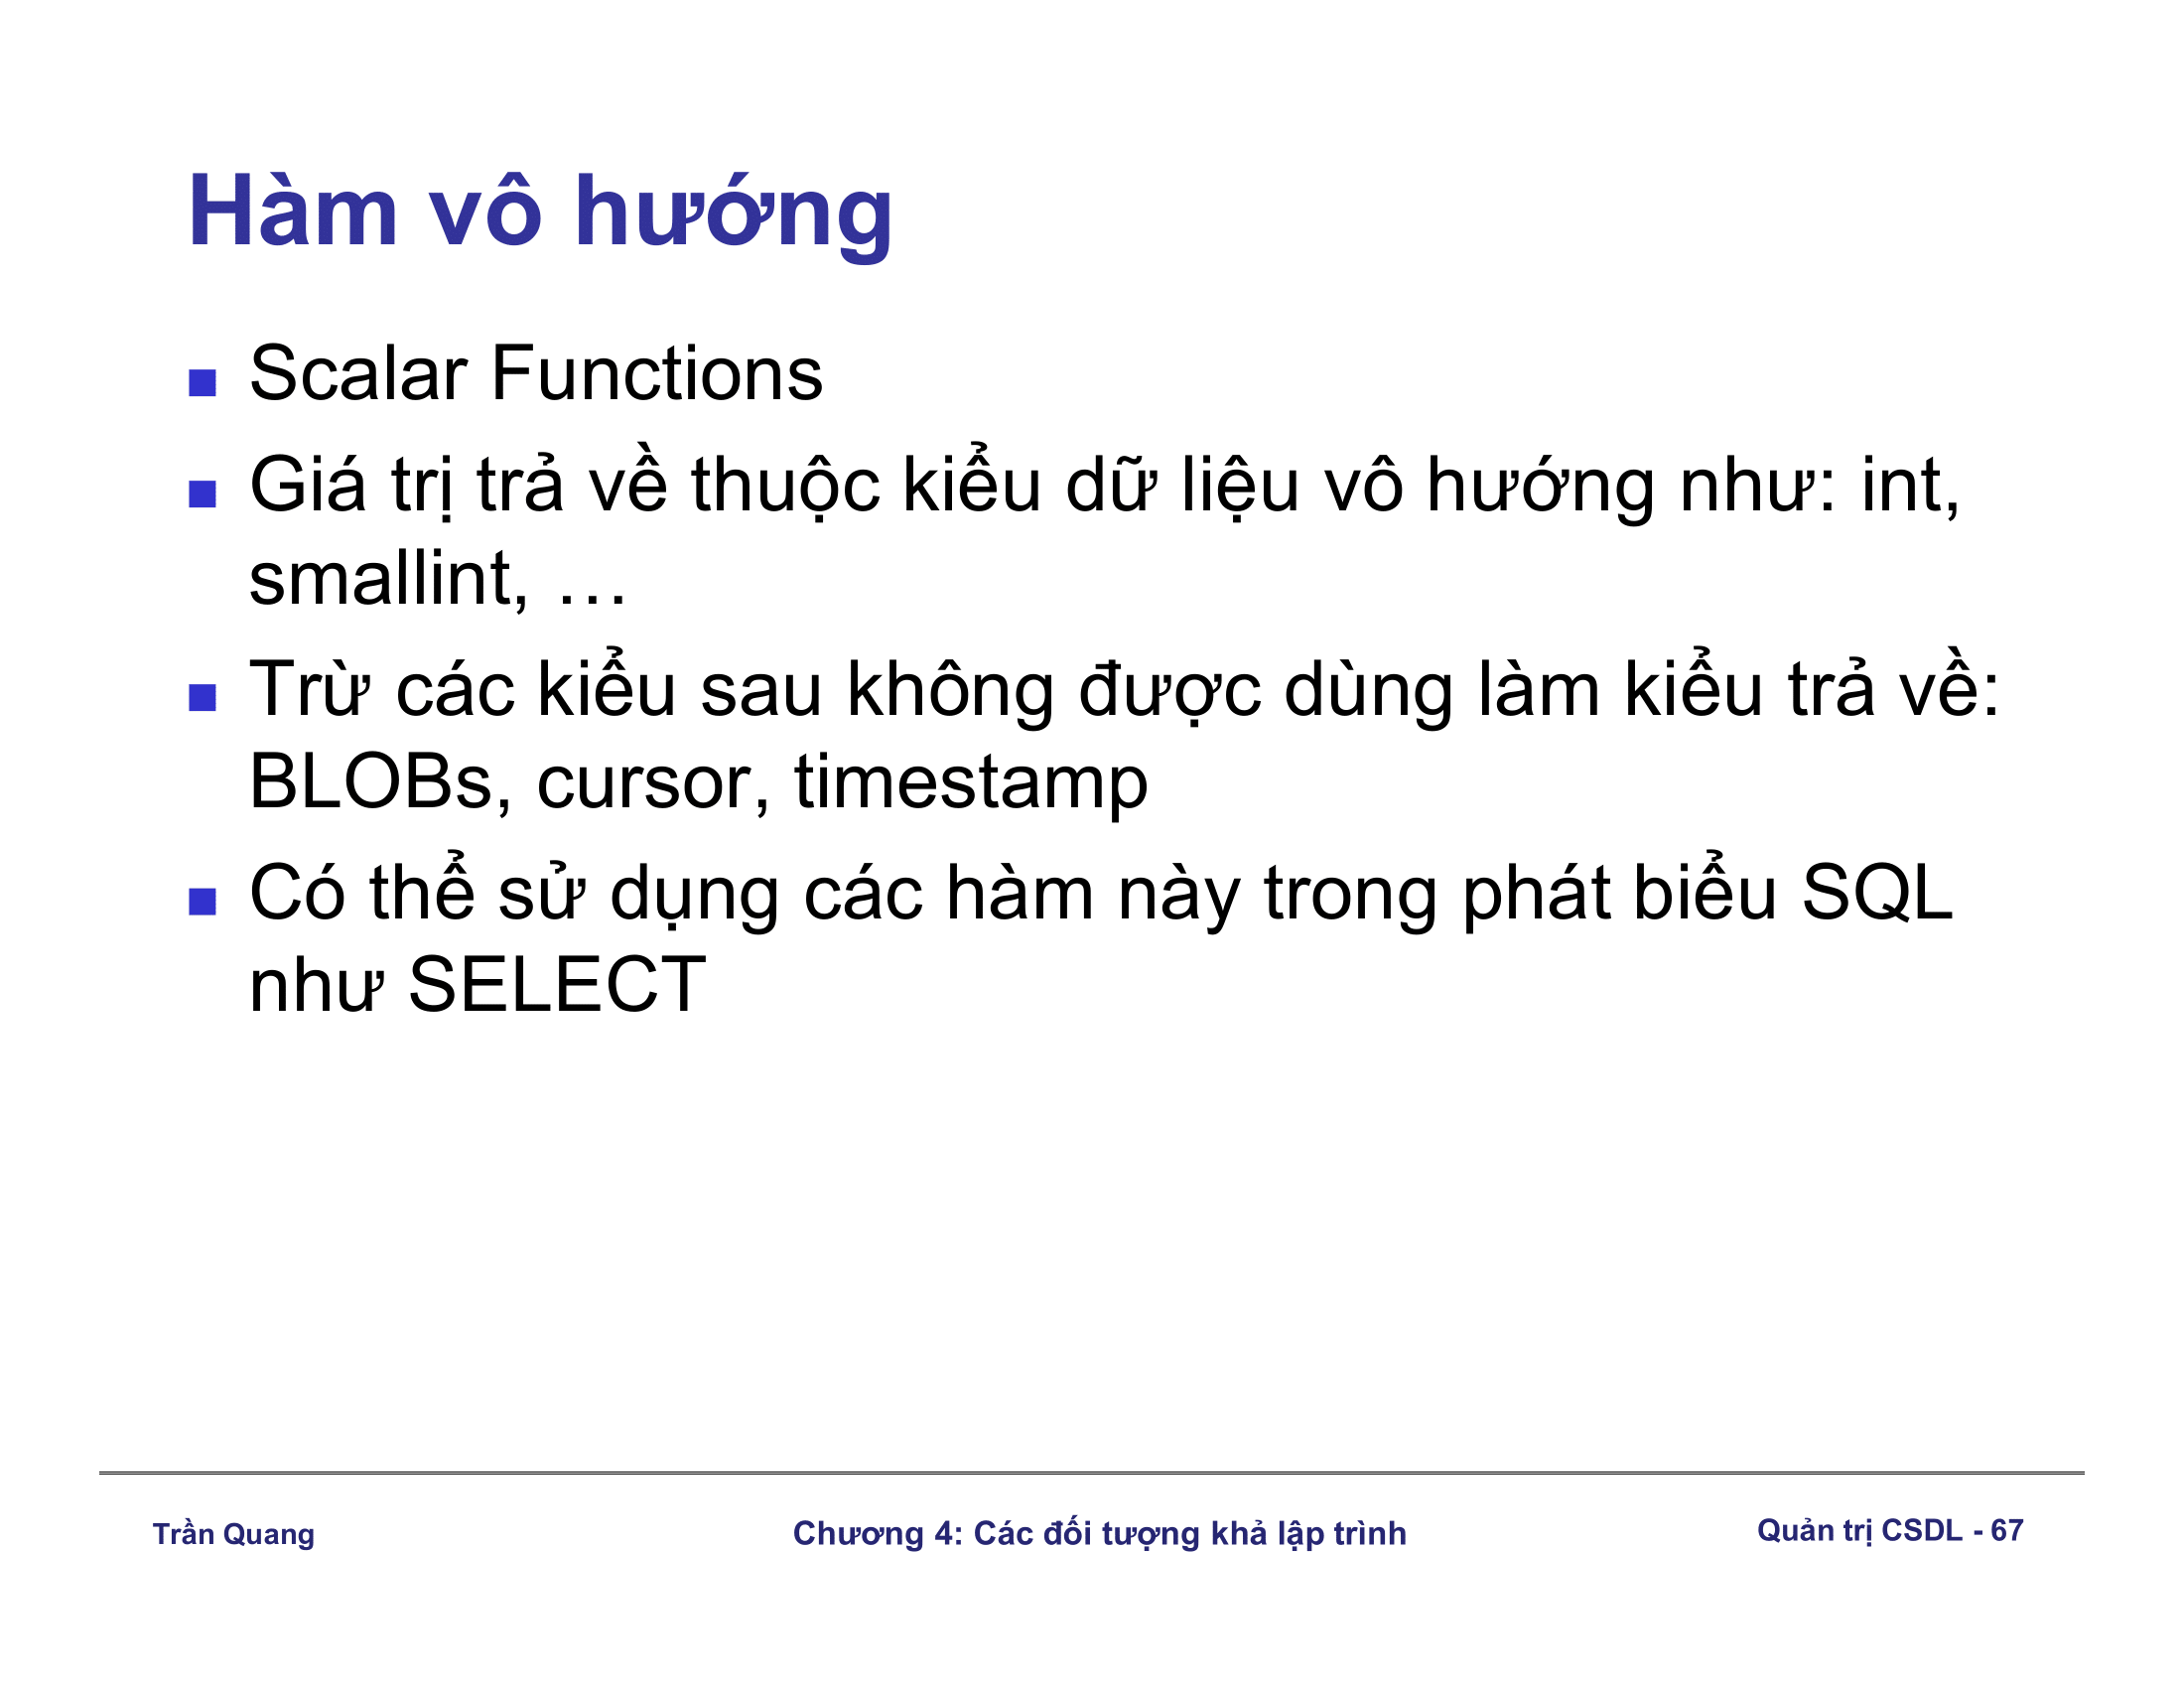 Hàm vô hướng
Scalar Functions
Giá trị trả về thuộc kiểu dữ liệu vô hướng như: int,
smallint, …
Trừ các kiểu sau không được dùng làm kiểu trả về:
BLOBs, cursor, timestamp
Có thể sử dụng các hàm này trong phát biểu SQL
như SELECT
Trần Quang
Chương 4: Các đối tượng khả lập trình
Quản trị CSDL - 67